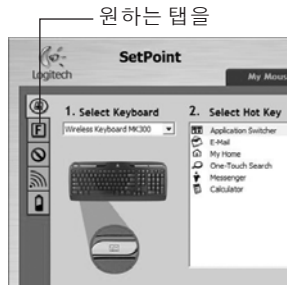 원하는 탭을
Logitech
SetPoint
My Mous
1. Select Keyboard
Wireless Keyboard MK300
2. Select Hot Key
Application Switcher
E-Mail
My Home
One-Touch Search
Messenger
Calculator
F